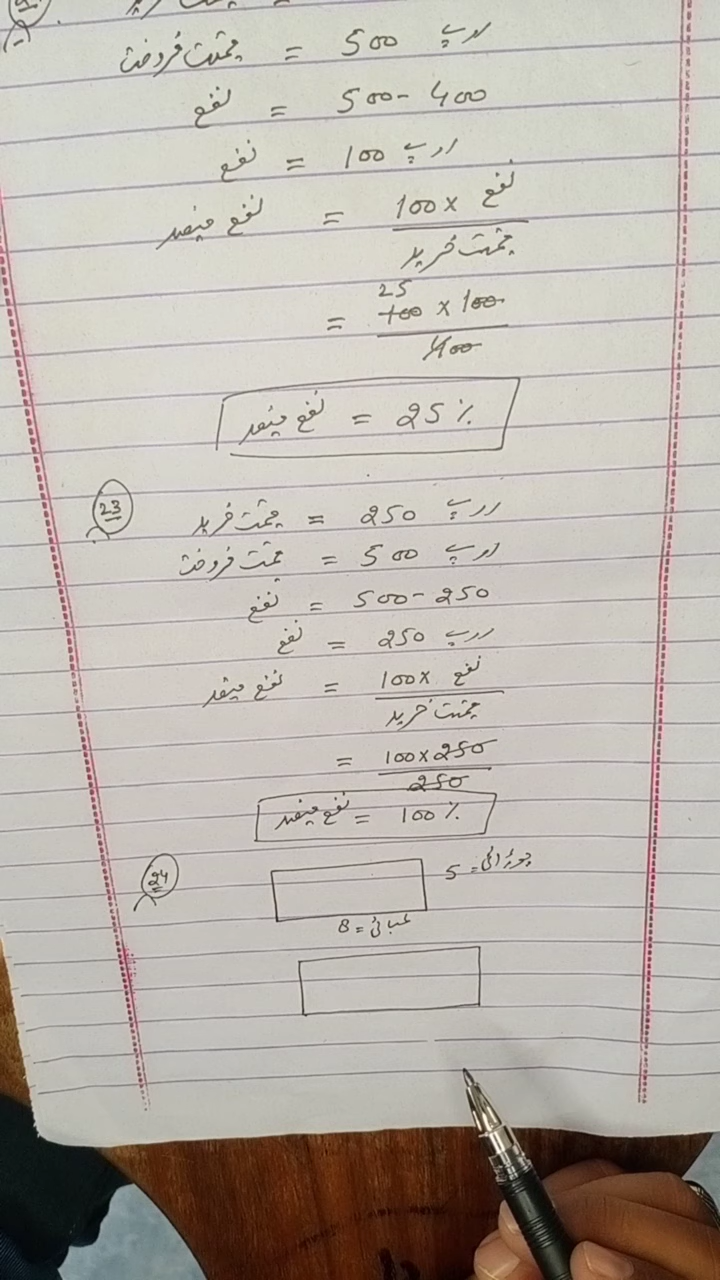 قیمت فروخت = 500 روپے
نفع = 500 - 400
نفع = 100 روپے
نفع فیصد = 100 x نفع
قیمت خرید
25
= 100 x 100
400
نفع فیصد = 25 %
23
قیمت خرید = 250 روپے
قیمت فروخت = 500 روپے
نفع = 500 - 250
نفع = 250 روپے
نفع فیصد = 100 x نفع
قیمت خرید
= 100 x 250
250
نفع فیصد = 100 %
24
چوڑائی = 5
لمبائی = 8